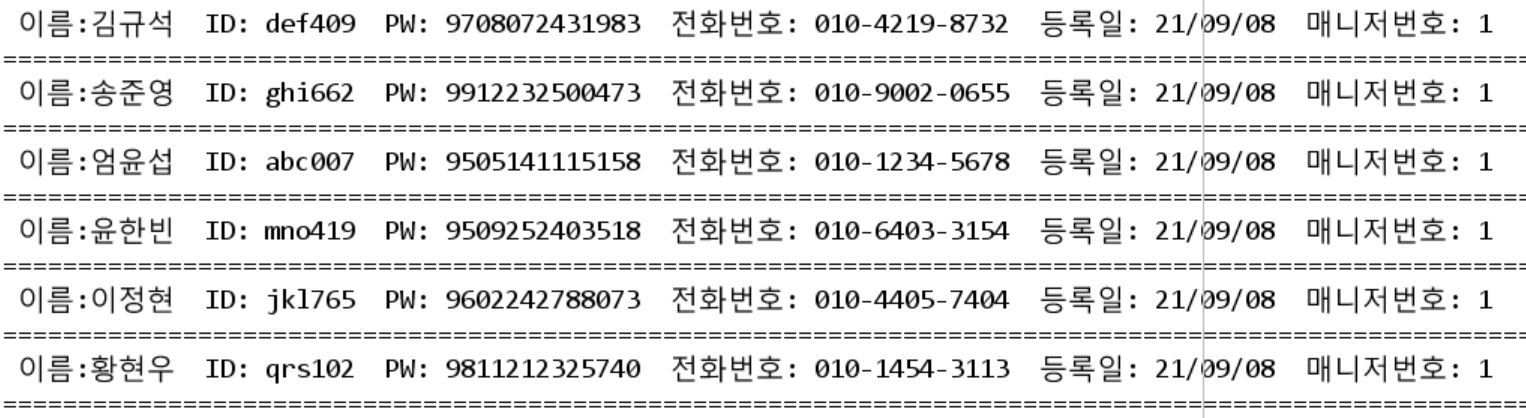 이름:김규석 ID: def409 PW: 9708072431983 전화번호: 010-4219-8732 등록일: 21/09/08 매니저번호: 1
====================================================================================================
이름:송준영 ID: ghi662 PW: 9912232500473 전화번호: 010-9002-0655 등록일: 21/09/08 매니저번호: 1
====================================================================================================
이름:엄윤섭 ID: abc007 PW: 9505141115158 전화번호: 010-1234-5678 등록일: 21/09/08 매니저번호: 1
====================================================================================================
이름:윤한빈 ID: mno419 PW: 9509252403518 전화번호: 010-6403-3154 등록일: 21/09/08 매니저번호: 1
====================================================================================================
이름:이정현 ID: jkl765 PW: 9602242788073 전화번호: 010-4405-7404 등록일: 21/09/08 매니저번호: 1
====================================================================================================
이름:황현우 ID: qrs102 PW: 9811212325740 전화번호: 010-1454-3113 등록일: 21/09/08 매니저번호: 1
====================================================================================================